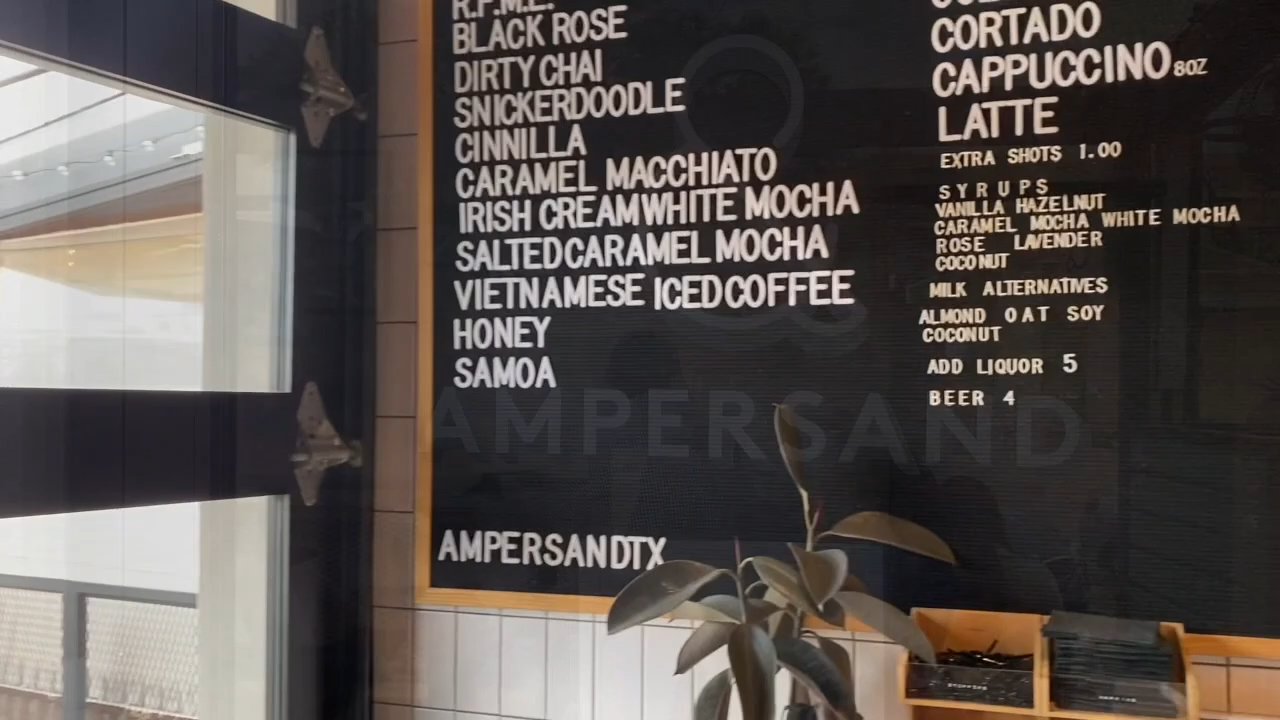 R.F.M.L.
BLACK ROSE
DIRTY CHAI
SNICKERDOODLE
CINNILLA
CARAMEL MACCHIATO
IRISH CREAM WHITE MOCHA
SALTED CARAMEL MOCHA
VIETNAMESE ICED COFFEE
HONEY
SAMOA
AMPERSANDTX
CORTADO
CAPPUCCINO 8OZ
LATTE
EXTRA SHOTS 1.00
SYRUPS
VANILLA HAZELNUT
CARAMEL MOCHA WHITE MOCHA
ROSE LAVENDER
COCONUT
MILK ALTERNATIVES
ALMOND OAT SOY
COCONUT
ADD LIQUOR 5
BEER 4
AMPERSAND